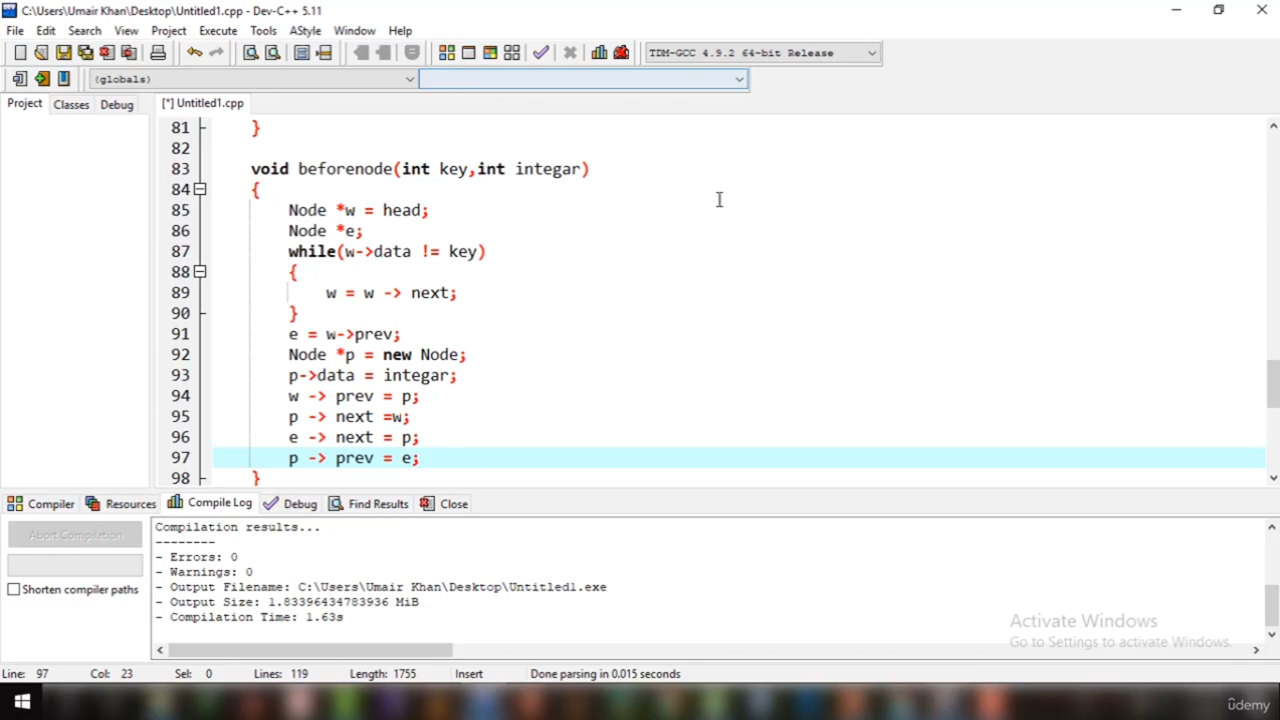 C:\Users\Umair Khan\Desktop\Untitled1.cpp - Dev-C++ 5.11
File Edit Search View Project Execute Tools AStyle Window Help
TDM-GCC 4.9.2 64-bit Release
(globals)
Project Classes Debug [*] Untitled1.cpp
81 }
82
83 void beforenode(int key,int integar)
84 {
85 Node *w = head;
86 Node *e;
87 while(w->data != key)
88 {
89 w = w -> next;
90 }
91 e = w->prev;
92 Node *p = new Node;
93 p->data = integar;
94 w -> prev = p;
95 p -> next =w;
96 e -> next = p;
97 p -> prev = e;
98 }
Compiler Resources Compile Log Debug Find Results Close
Abort Compilation
Shorten compiler paths
Compilation results...
--------
- Errors: 0
- Warnings: 0
- Output Filename: C:\Users\Umair Khan\Desktop\Untitled1.exe
- Output Size: 1.83396434783936 MiB
- Compilation Time: 1.63s
Activate Windows
Go to Settings to activate Windows.
Line: 97 Col: 23 Sel: 0 Lines: 119 Length: 1755 Insert Done parsing in 0.015 seconds
ûdemy